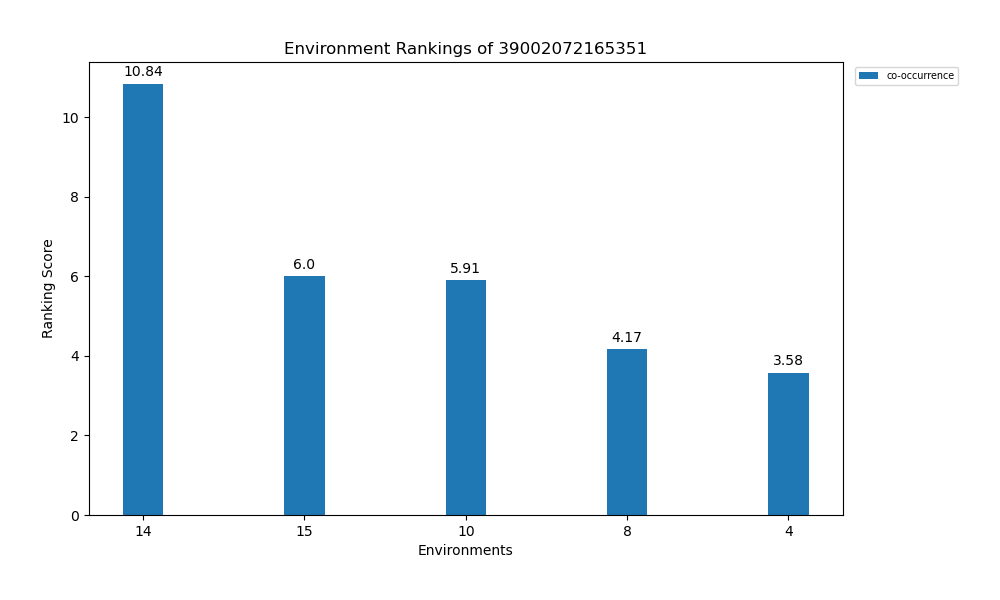 Environment Rankings of 39002072165351
co-occurrence
10.84
6.0
5.91
4.17
3.58
Ranking Score
10
8
6
4
2
0
14 15 10 8 4
Environments